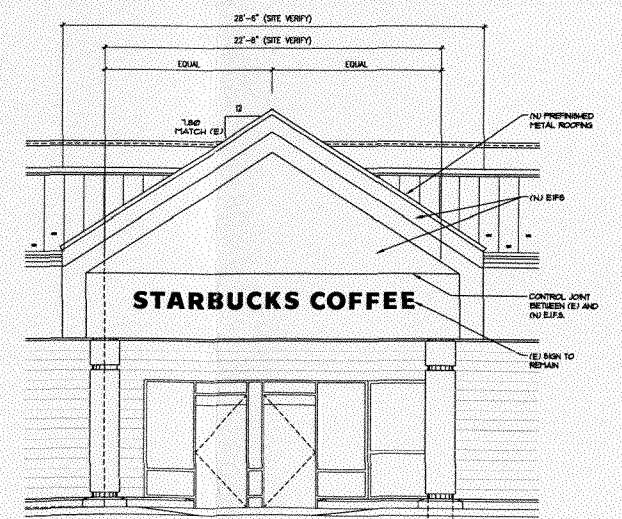 28'-6" (SITE VERIFY)
22'-8" (SITE VERIFY)
EQUAL
EQUAL
12
MATCH (E)
(N) PREFINISHED
METAL ROOFING
(N) EIFS
STARBUCKS COFFEE
CONTROL JOINT
BETWEEN (E) AND
(N) E.I.F.S.
(E) SIGN TO
REMAIN